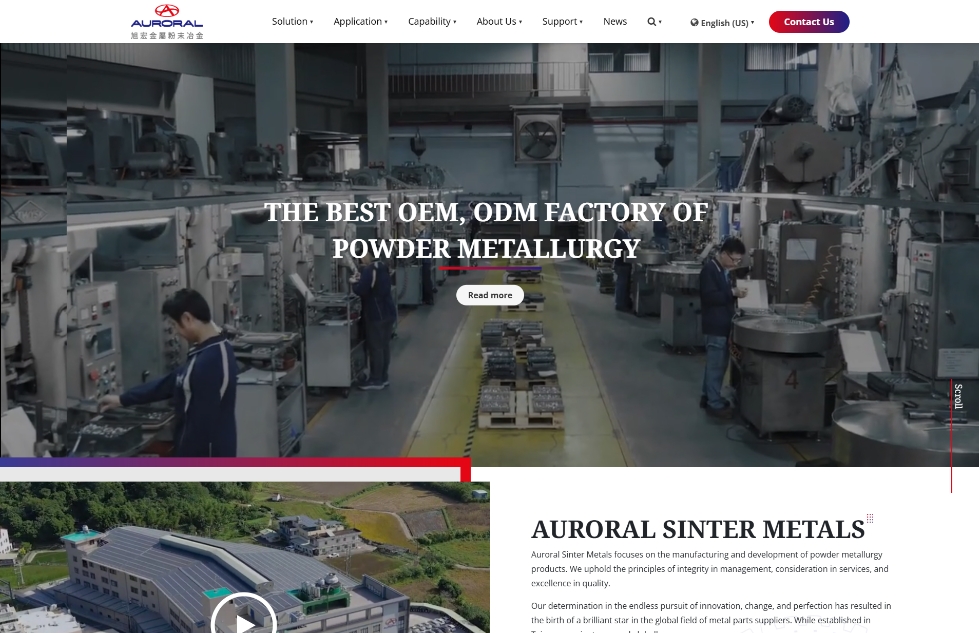 AURORAL
旭宏金屬粉末冶金
Solution ▾ Application ▾ Capability ▾ About Us ▾ Support ▾ News English (US) ▾ Contact Us
THE BEST OEM, ODM FACTORY OF
POWDER METALLURGY
Read more
4
Scroll
AURORAL SINTER METALS
Auroral Sinter Metals focuses on the manufacturing and development of powder metallurgy
products. We uphold the principles of integrity in management, consideration in services, and
excellence in quality.
Our determination in the endless pursuit of innovation, change, and perfection has resulted in
the birth of a brilliant star in the global field of metal parts suppliers. While established in